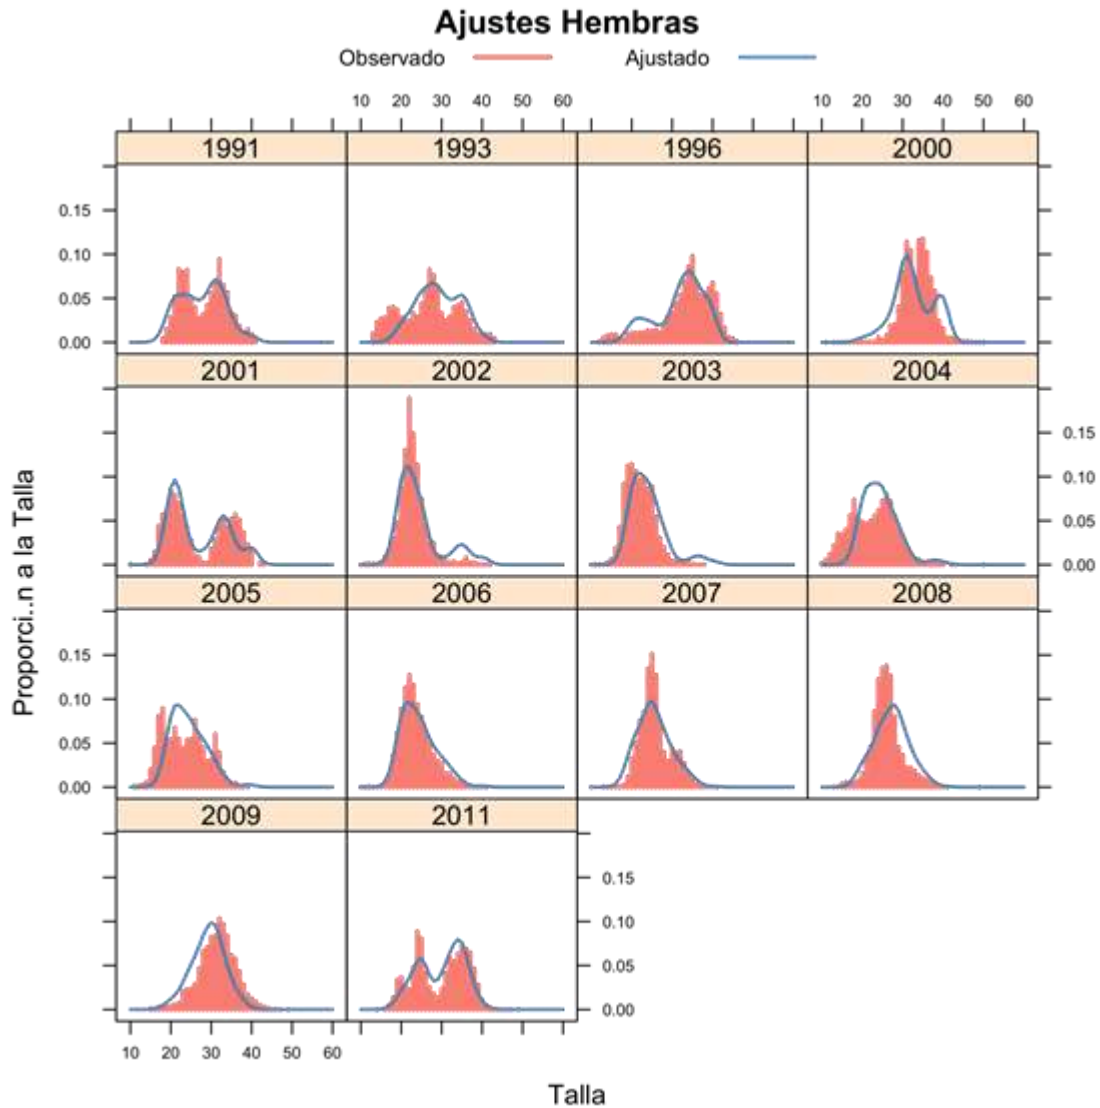 Ajustes Hembras
Observado Ajustado
10 20 30 40 50 60 10 20 30 40 50 60
1991 1993 1996 2000
0.15
0.10
0.05
0.00
2001 2002 2003 2004
0.15
0.10
0.05
0.00
2005 2006 2007 2008
0.15
0.10
0.05
0.00
2009 2011
0.15
0.10
0.05
0.00
10 20 30 40 50 60
Proporci..n a la Talla
Talla